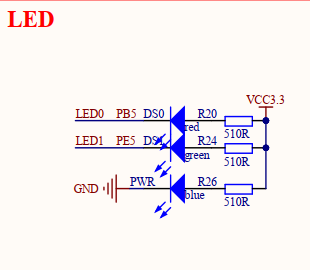 LED
VCC3.3
LED0 PB5 DS0 R20
red
510R
LED1 PE5 DS1 R24
green
510R
GND PWR R26
blue
510R